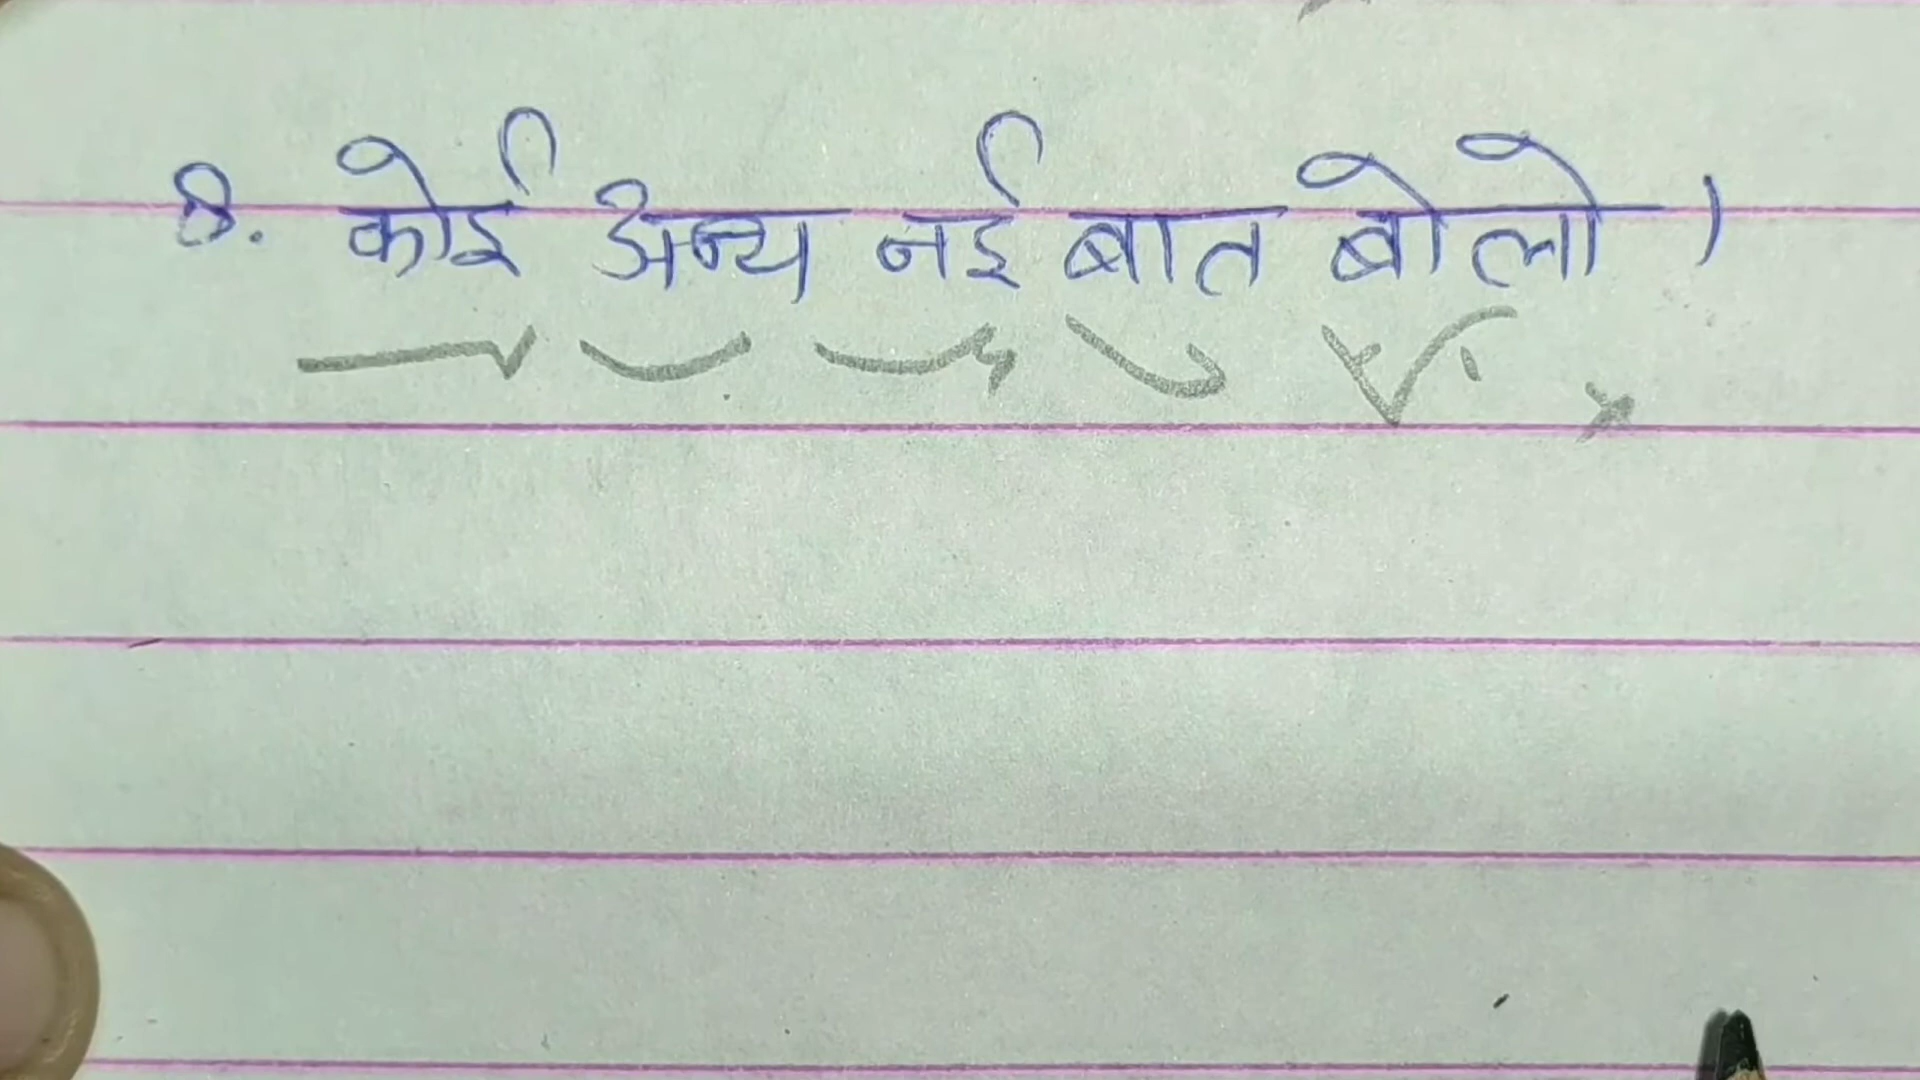 8. कोई अन्य नई बात बोलो ।